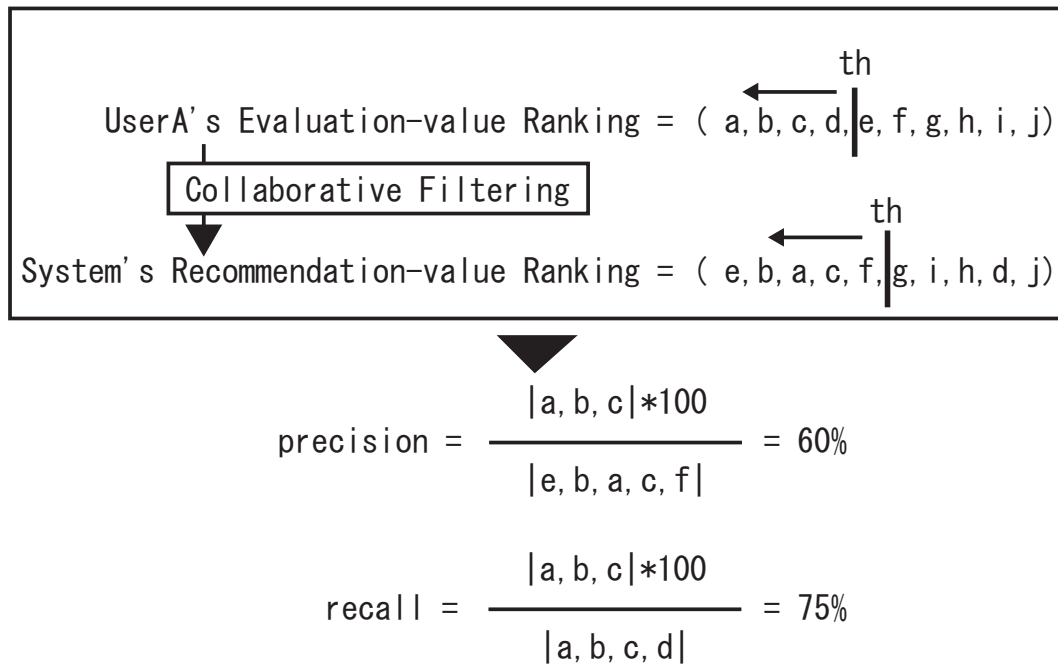 th
UserA's Evaluation-value Ranking = ( a,b,c,d,e,f,g,h,i,j)
Collaborative Filtering
th
System's Recommendation-value Ranking = ( e,b,a,c,f,g,i,h,d,j)
|a,b,c|*100
precision = = 60%
|e,b,a,c,f|
|a,b,c|*100
recall = = 75%
|a,b,c,d|